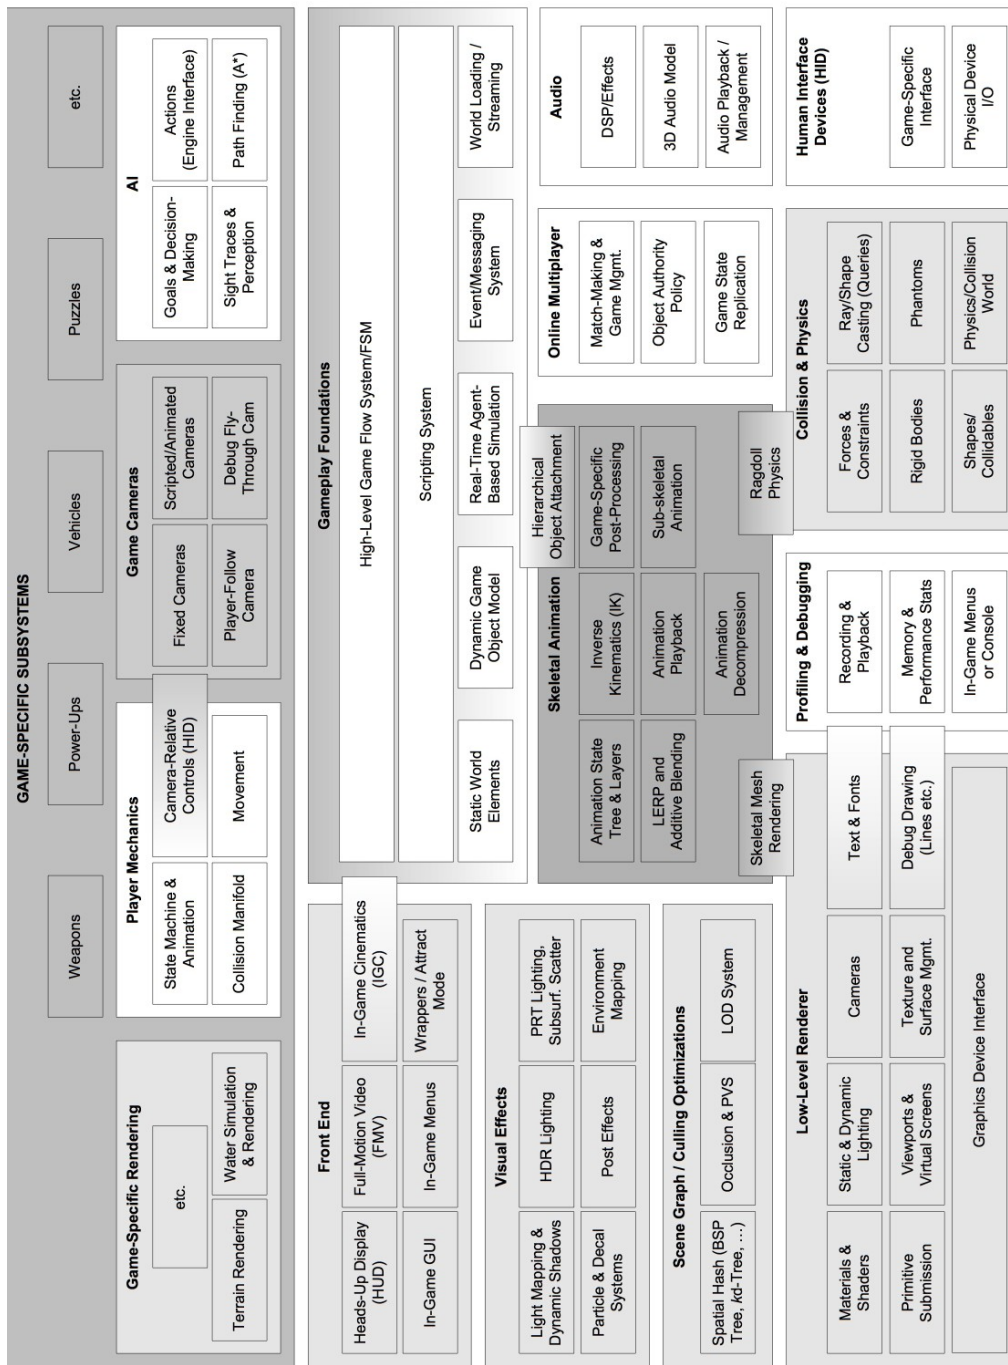 GAME-SPECIFIC SUBSYSTEMS
Weapons
Power-Ups
Vehicles
Puzzles
etc.
Game-Specific Rendering
etc.
Terrain Rendering
Water Simulation
& Rendering
Player Mechanics
State Machine &
Animation
Camera-Relative
Controls (HID)
Collision Manifold
Movement
Game Cameras
Fixed Cameras
Scripted/Animated
Cameras
Player-Follow
Camera
Debug Fly-
Through Cam
AI
Goals & Decision-
Making
Actions
(Engine Interface)
Sight Traces &
Perception
Path Finding (A*)
Front End
Heads-Up Display
(HUD)
Full-Motion Video
(FMV)
In-Game Cinematics
(IGC)
In-Game GUI
In-Game Menus
Wrappers / Attract
Mode
Gameplay Foundations
High-Level Game Flow System/FSM
Scripting System
Static World
Elements
Dynamic Game
Object Model
Real-Time Agent-
Based Simulation
Event/Messaging
System
World Loading /
Streaming
Visual Effects
Light Mapping &
Dynamic Shadows
HDR Lighting
PRT Lighting,
Subsurf. Scatter
Particle & Decal
Systems
Post Effects
Environment
Mapping
Hierarchical
Object Attachment
Skeletal Animation
Animation State
Tree & Layers
Inverse
Kinematics (IK)
Game-Specific
Post-Processing
LERP and
Additive Blending
Animation
Playback
Sub-skeletal
Animation
Animation
Decompression
Online Multiplayer
Match-Making &
Game Mgmt.
Object Authority
Policy
Game State
Replication
Audio
DSP/Effects
3D Audio Model
Audio Playback /
Management
Scene Graph / Culling Optimizations
Spatial Hash (BSP
Tree, kd-Tree, …)
Occlusion & PVS
LOD System
Skeletal Mesh
Rendering
Ragdoll
Physics
Low-Level Renderer
Materials &
Shaders
Static & Dynamic
Lighting
Cameras
Text & Fonts
Primitive
Submission
Viewports &
Virtual Screens
Texture and
Surface Mgmt.
Debug Drawing
(Lines etc.)
Graphics Device Interface
Profiling & Debugging
Recording &
Playback
Memory &
Performance Stats
In-Game Menus
or Console
Collision & Physics
Forces &
Constraints
Ray/Shape
Casting (Queries)
Rigid Bodies
Phantoms
Shapes/
Collidables
Physics/Collision
World
Human Interface
Devices (HID)
Game-Specific
Interface
Physical Device
I/O